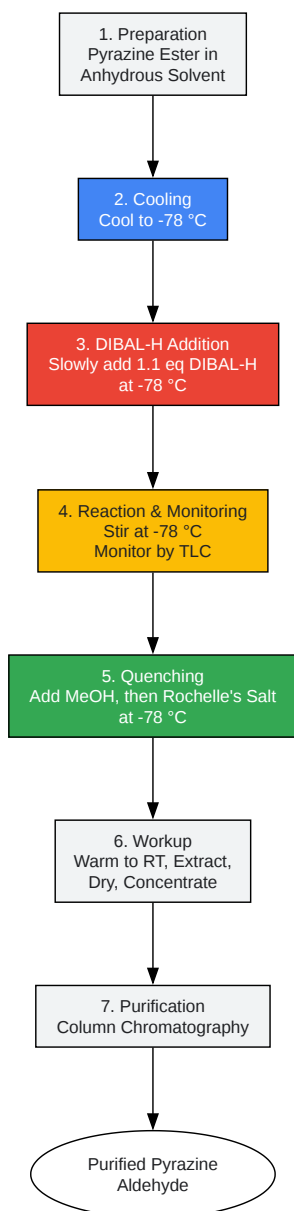 1. Preparation
Pyrazine Ester in
Anhydrous Solvent
2. Cooling
Cool to -78 °C
3. DIBAL-H Addition
Slowly add 1.1 eq DIBAL-H
at -78 °C
4. Reaction & Monitoring
Stir at -78 °C
Monitor by TLC
5. Quenching
Add MeOH, then Rochelle's Salt
at -78 °C
6. Workup
Warm to RT, Extract,
Dry, Concentrate
7. Purification
Column Chromatography
Purified Pyrazine
Aldehyde